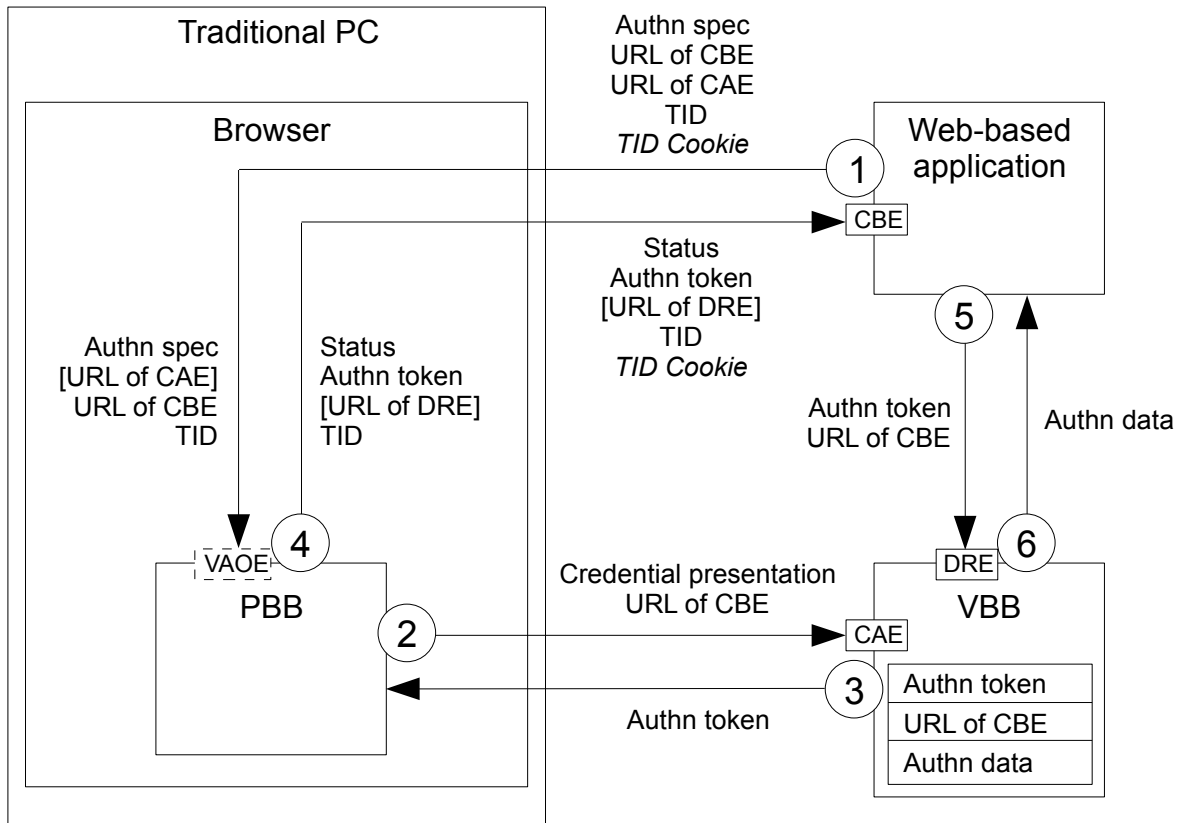 Traditional PC
Browser
Authn spec
URL of CBE
URL of CAE
TID
TID Cookie
Web-based
application
1
CBE
Status
Authn token
[URL of DRE]
TID
TID Cookie
5
Authn spec
[URL of CAE]
URL of CBE
TID
Status
Authn token
[URL of DRE]
TID
Authn token
URL of CBE
Authn data
VAOE
4
PBB
2
Credential presentation
URL of CBE
DRE
6
VBB
CAE
3
Authn token
Authn token
URL of CBE
Authn data